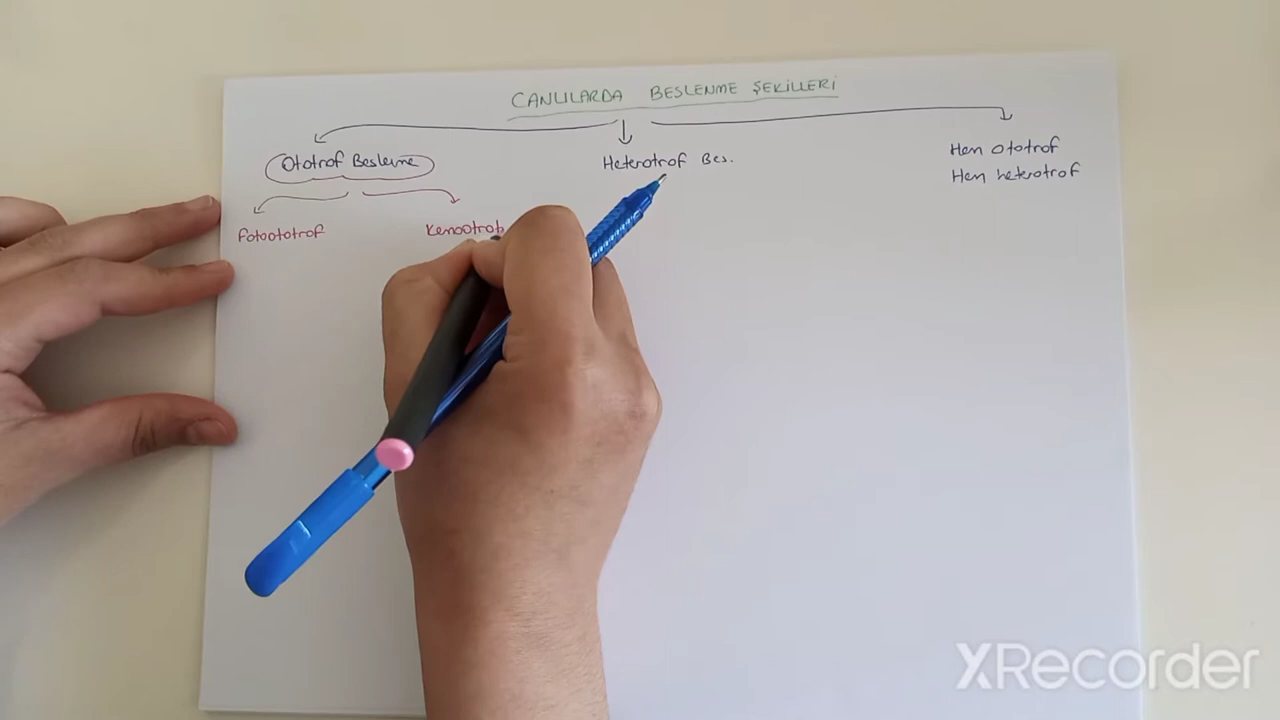 CANLILARDA BESLENME ŞEKİLLERİ
Ototrof Beslenme
Heterotrof Bes.
Hem ototrof
Hem heterotrof
Fotoototrof
Kemoototrof
XRecorder